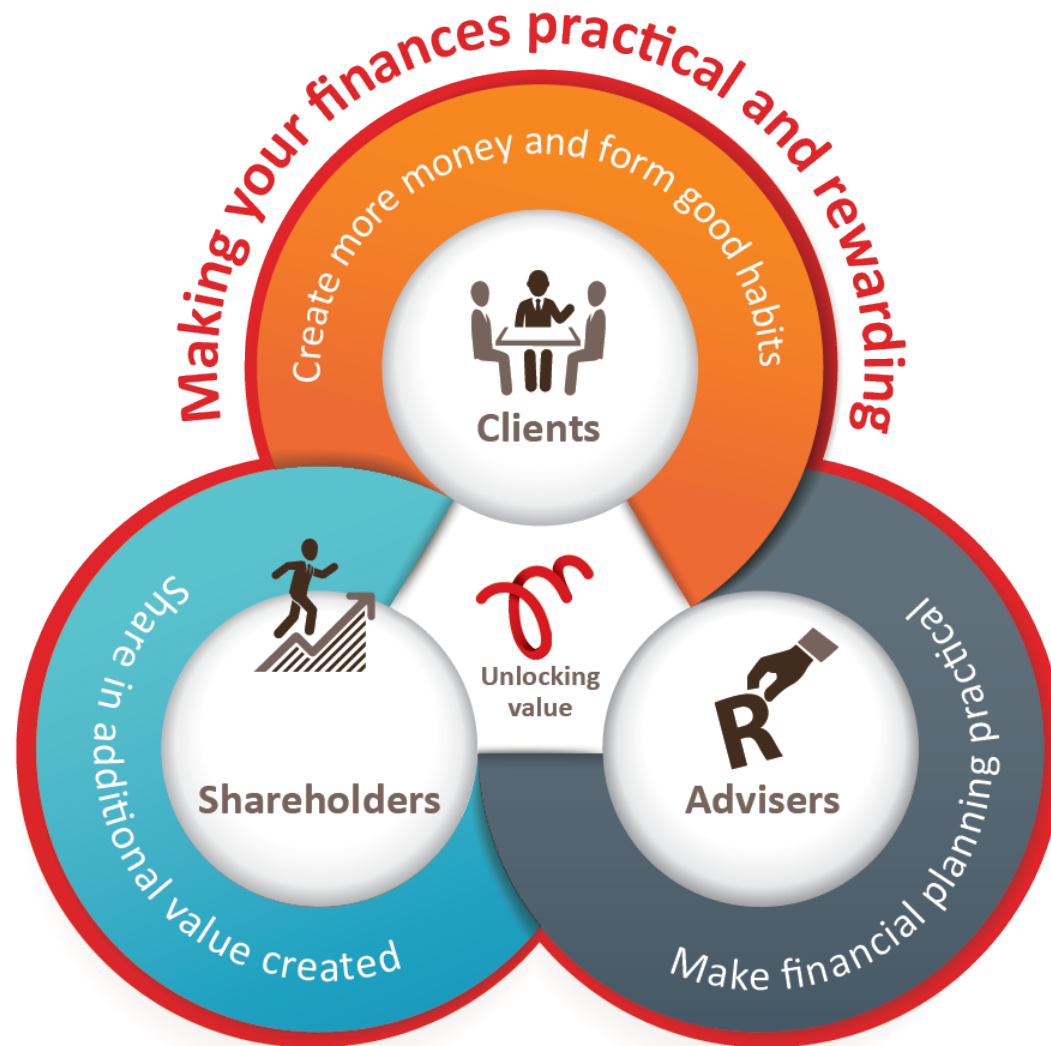 Making your finances practical and rewarding
Create more money and form good habits
Clients
Unlocking
value
Share in additional value created
Shareholders
R
Advisers
Make financial planning practical